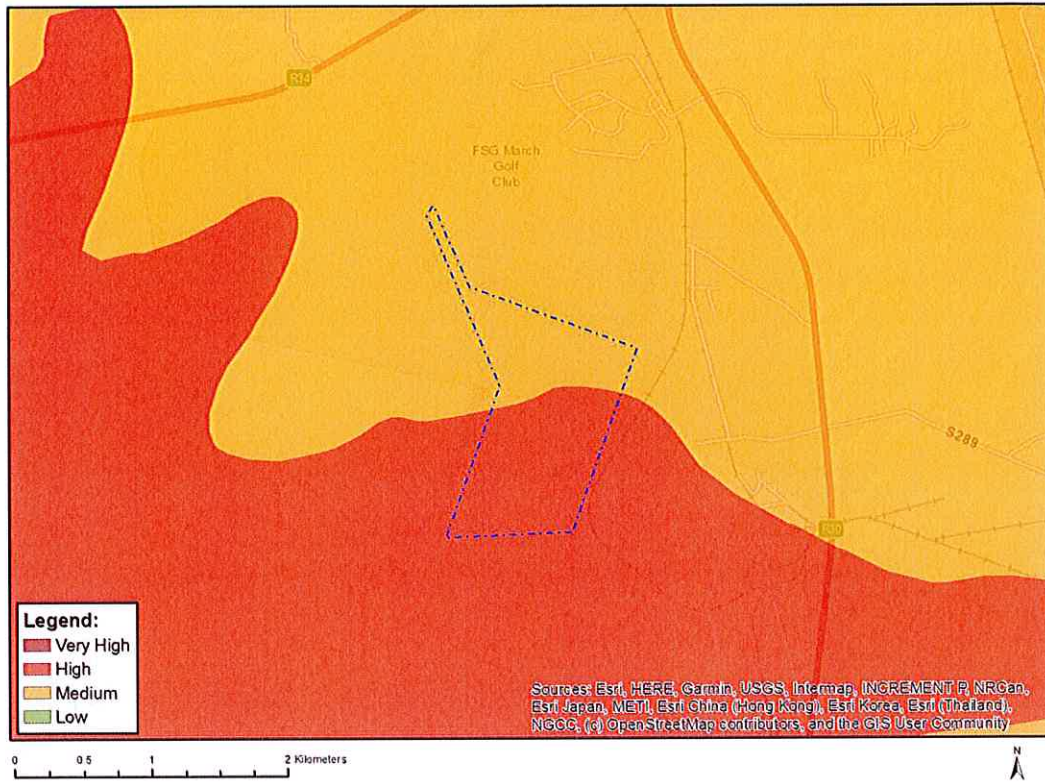 R34
FSG March
Golf
Club
S289
R30
Legend:
Very High
High
Medium
Low
Sources: Esri, HERE, Garmin, USGS, Intermap, INCREMENT P, NRCan,
Esri Japan, METI, Esri China (Hong Kong), Esri Korea, Esri (Thailand),
NGCC, (c) OpenStreetMap contributors, and the GIS User Community
0 0.5 1 2 Kilometers
N